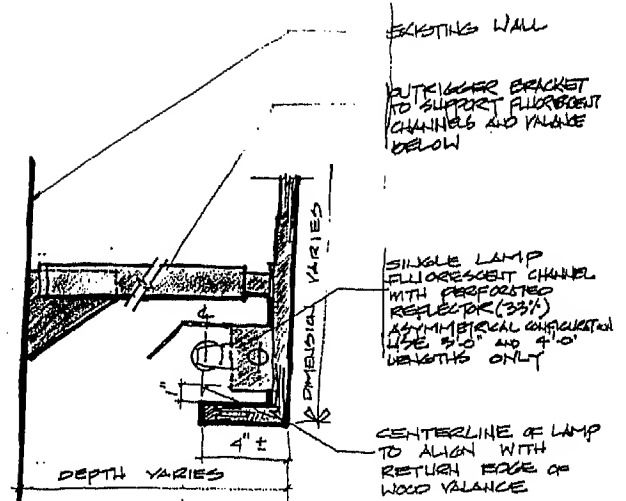 EXISTING WALL
OUTRIGGER BRACKET
TO SUPPORT FLUORESCENT
CHANNELS AND VALANCE
BELOW
DIMENSION VARIES
SINGLE LAMP
FLUORESCENT CHANNEL
WITH PERFORATED
REFLECTOR (33%)
ASYMMETRICAL CONFIGURATION
USE 3'0" AND 4'0"
LENGTHS ONLY
1"
4" ±
CENTERLINE OF LAMP
TO ALIGN WITH
RETURN EDGE OF
WOOD VALANCE
DEPTH VARIES